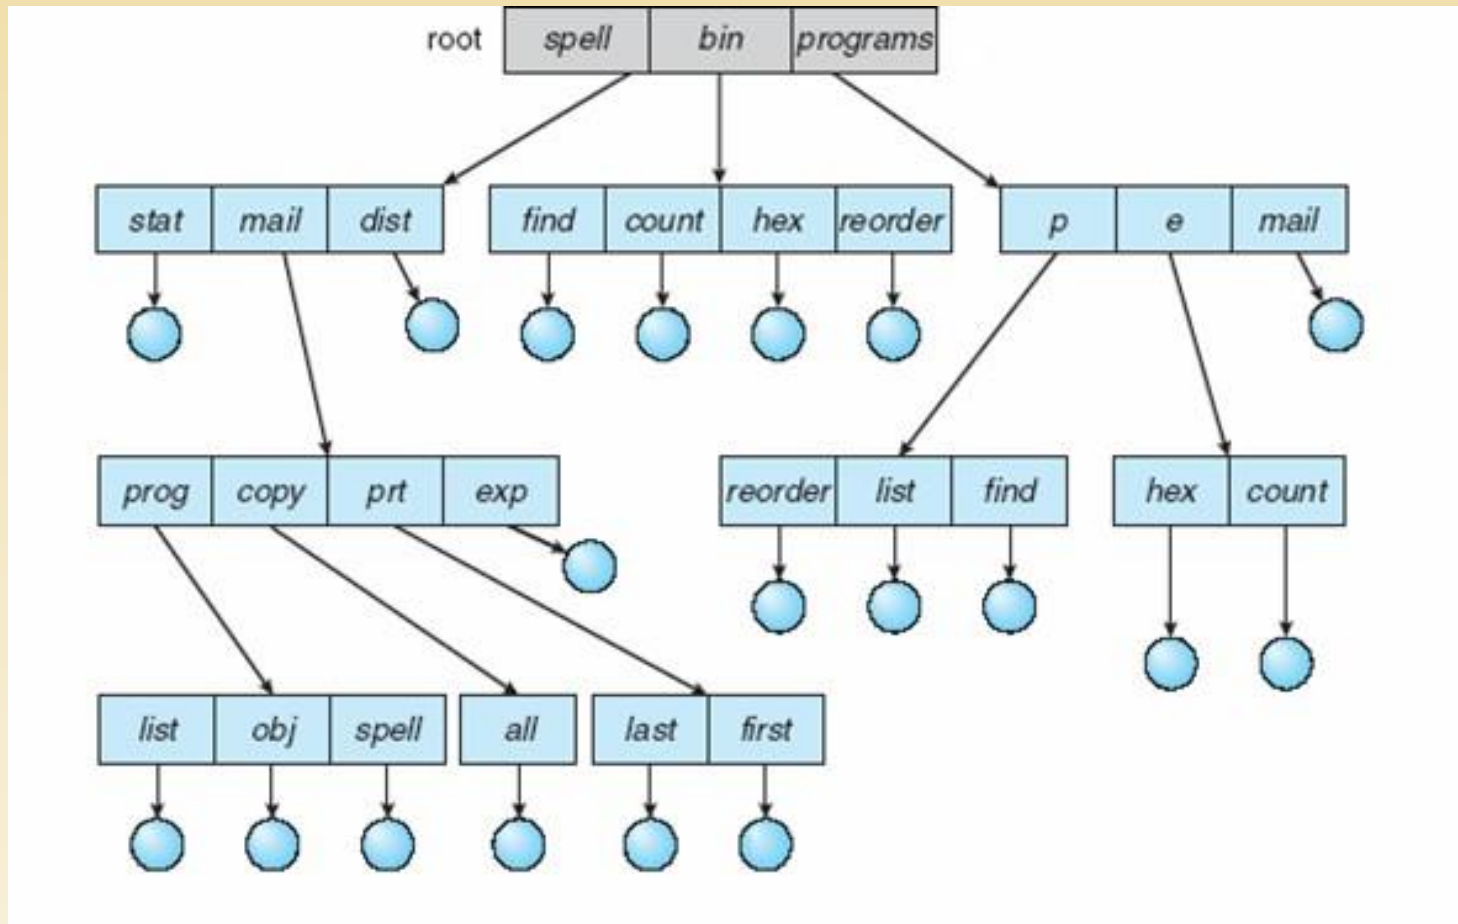 root spell bin programs
stat mail dist find count hex reorder p e mail
prog copy prt exp reorder list find hex count
list obj spell all last first